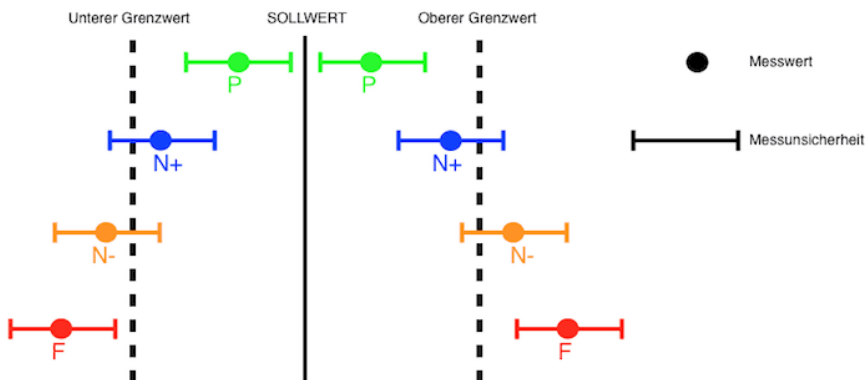 Unterer Grenzwert
SOLLWERT
Oberer Grenzwert
P
P
Messwert
N+
N+
Messunsicherheit
N-
N-
F
F